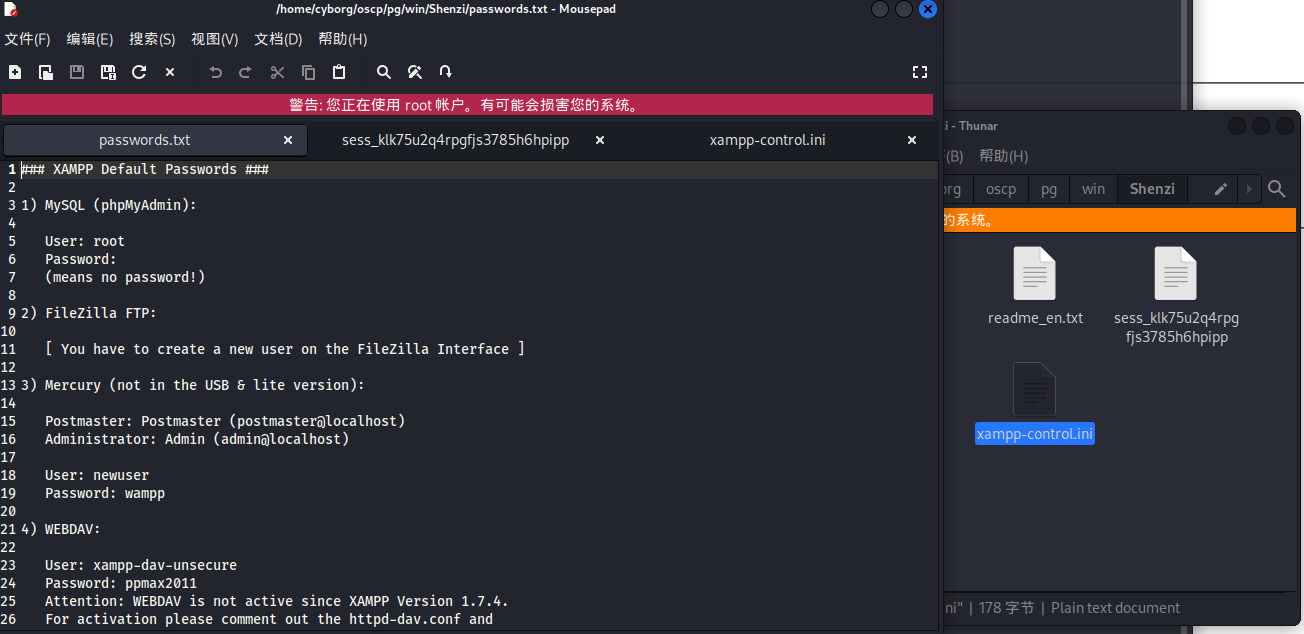 /home/cyborg/oscp/pg/win/Shenzi/passwords.txt - Mousepad
文件(F) 编辑(E) 搜索(S) 视图(V) 文档(D) 帮助(H)
警告: 您正在使用 root 帐户。有可能会损害您的系统。
passwords.txt sess_klk75u2q4rpgfjs3785h6hpipp xampp-control.ini
1 ### XAMPP Default Passwords ###
2
3 1) MySQL (phpMyAdmin):
4
5 User: root
6 Password:
7 (means no password!)
8
9 2) FileZilla FTP:
10
11 [ You have to create a new user on the FileZilla Interface ]
12
13 3) Mercury (not in the USB & lite version):
14
15 Postmaster: Postmaster (postmaster@localhost)
16 Administrator: Admin (admin@localhost)
17
18 User: newuser
19 Password: wampp
20
21 4) WEBDAV:
22
23 User: xampp-dav-unsecure
24 Password: ppmax2011
25 Attention: WEBDAV is not active since XAMPP Version 1.7.4.
26 For activation please comment out the httpd-dav.conf and
i - Thunar
(B) 帮助(H)
org oscp pg win Shenzi
的系统。
readme_en.txt
sess_klk75u2q4rpg
fjs3785h6hpipp
xampp-control.ini
ni" | 178 字节 | Plain text document